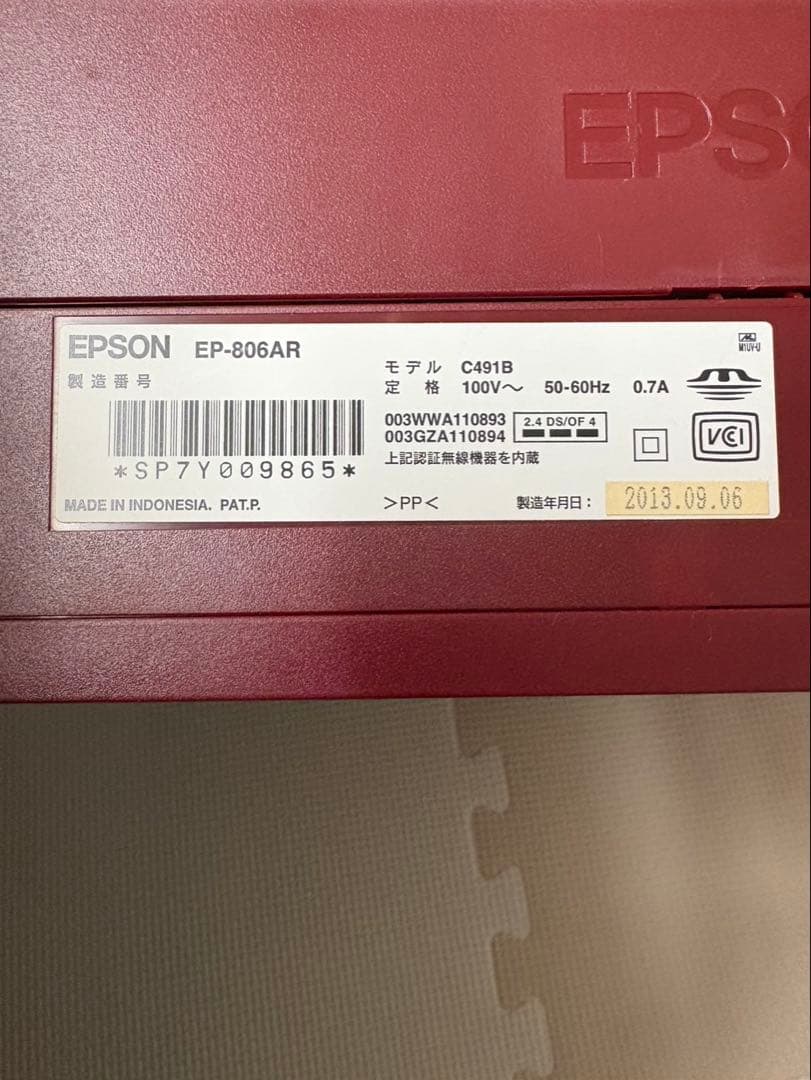 EPS
EPSON EP-806AR
製造番号
*SP7Y009865*
MADE IN INDONESIA. PAT.P.
モデル C491B
定格 100V～ 50-60Hz 0.7A
003WWA110893
003GZA110894
2.4 DS/OF 4
上記認証無線機器を内蔵
>PP<
製造年月日: 2013.09.06
M1UV-U
VCCI